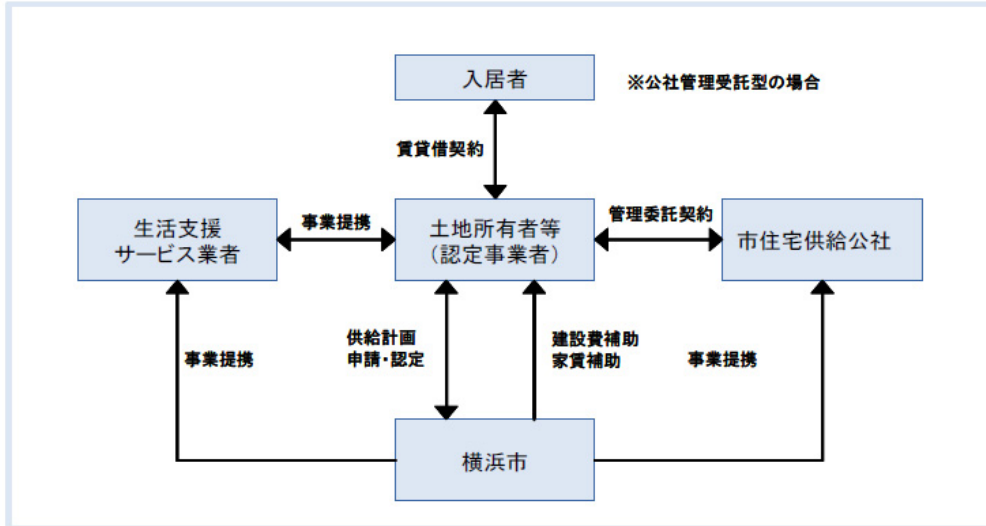 入居者
※公社管理受託型の場合
賃貸借契約
生活支援
サービス業者
事業提携
土地所有者等
(認定事業者)
管理委託契約
市住宅供給公社
事業提携
供給計画
申請・認定
建設費補助
家賃補助
事業提携
横浜市